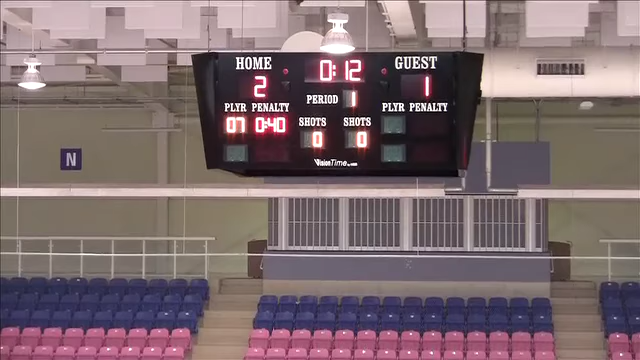 HOME 0:12 GUEST
2 PERIOD 1 1
PLYR PENALTY SHOTS SHOTS PLYR PENALTY
07 0:40 0 0
VisionTime
N